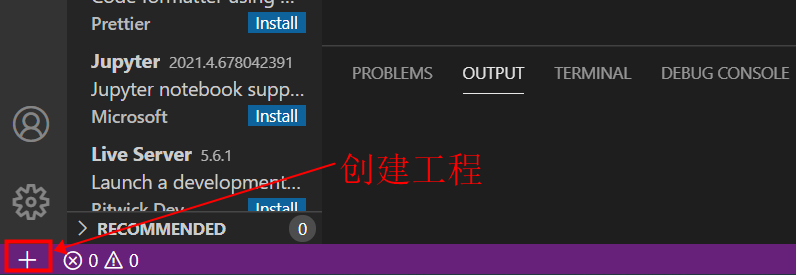 Code formatter using ...
Prettier
Install
Jupyter 2021.4.678042391
Jupyter notebook supp...
Microsoft
Install
Live Server 5.6.1
Launch a development...
Ritwick Dey
Install
RECOMMENDED
0
PROBLEMS OUTPUT TERMINAL DEBUG CONSOLE
创建工程
0 0